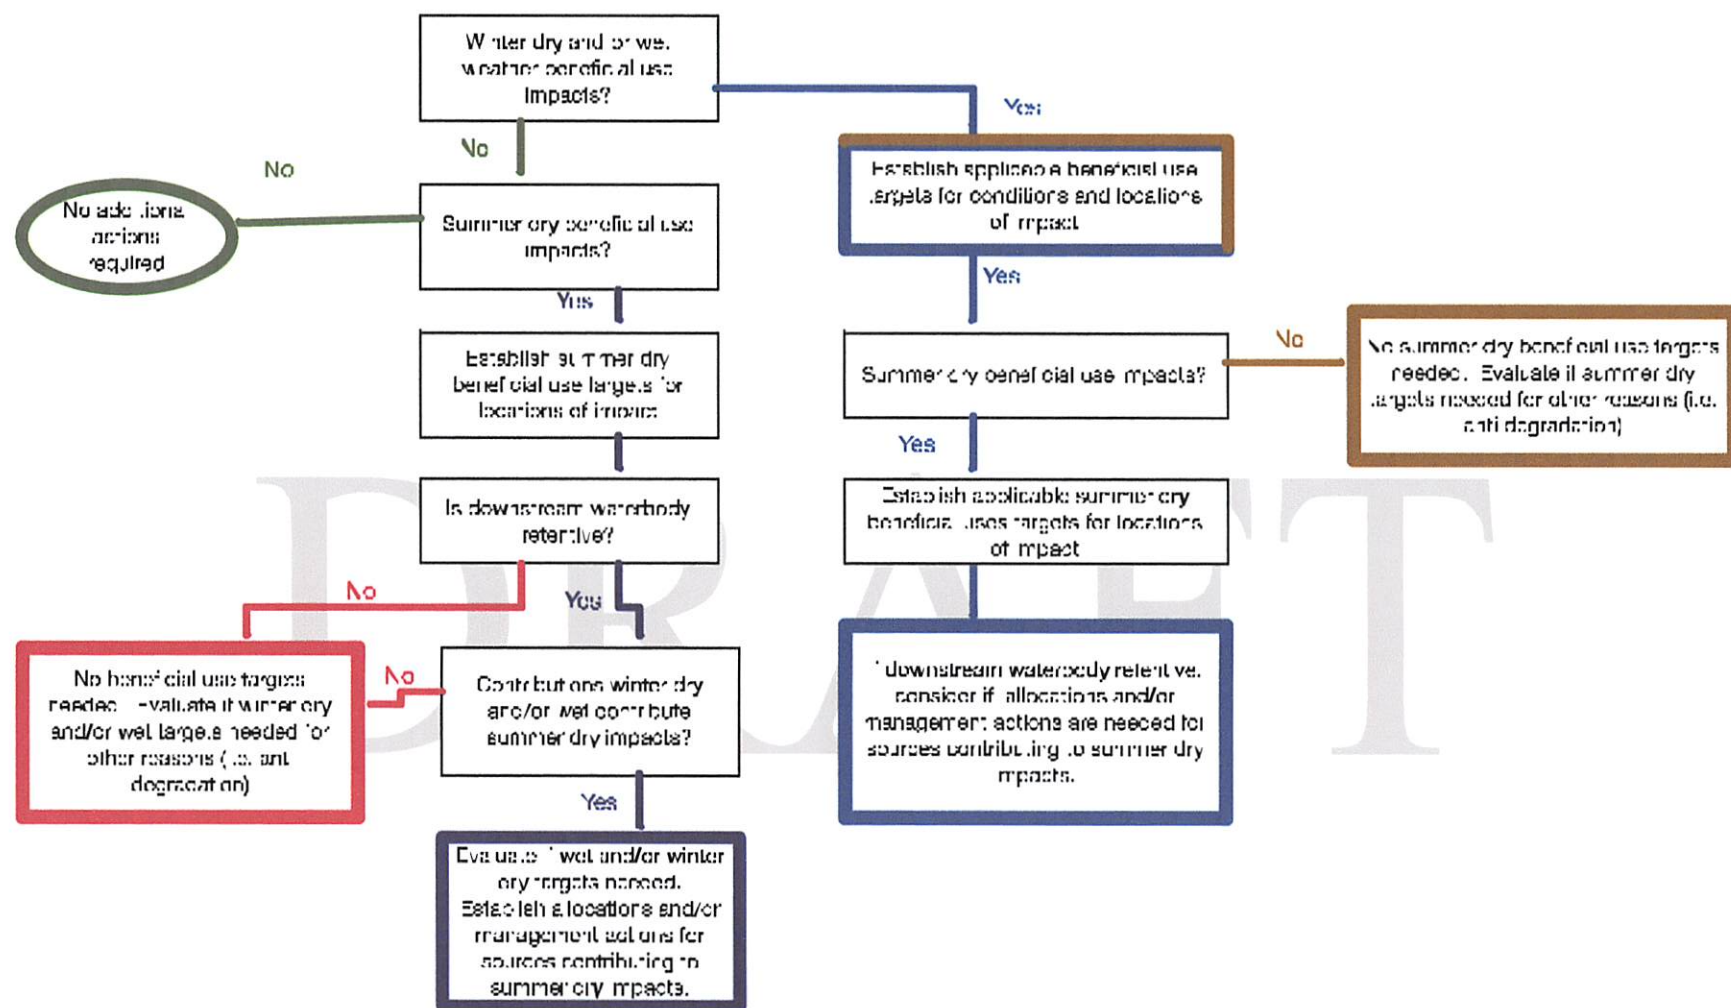 Winter dry and/or wet
weather beneficial use
impacts?
Yes
No
No
Establish applicable beneficial use
targets for conditions and locations
of impact
No additional
actions
required
Summer dry beneficial use
impacts?
Yes
Yes
Establish summer dry
beneficial use targets for
locations of impact
Summer dry beneficial use impacts?
No
No summer dry beneficial use targets
needed. Evaluate if summer dry
targets needed for other reasons (i.e.
anti degradation)
Yes
Is downstream waterbody
retentive?
Establish applicable summer dry
beneficial uses targets for locations
of impact
DRAFT
No
Yes
No beneficial use targets
needed. Evaluate if winter dry
and/or wet targets needed for
other reasons (i.e. anti
degradation)
No
Contributions winter dry
and/or wet contribute
summer dry impacts?
If downstream waterbody retentive,
consider if allocations and/or
management actions are needed for
sources contributing to summer dry
impacts.
Yes
Evaluate if wet and/or winter
dry targets needed.
Establish allocations and/or
management actions for
sources contributing to
summer dry impacts.